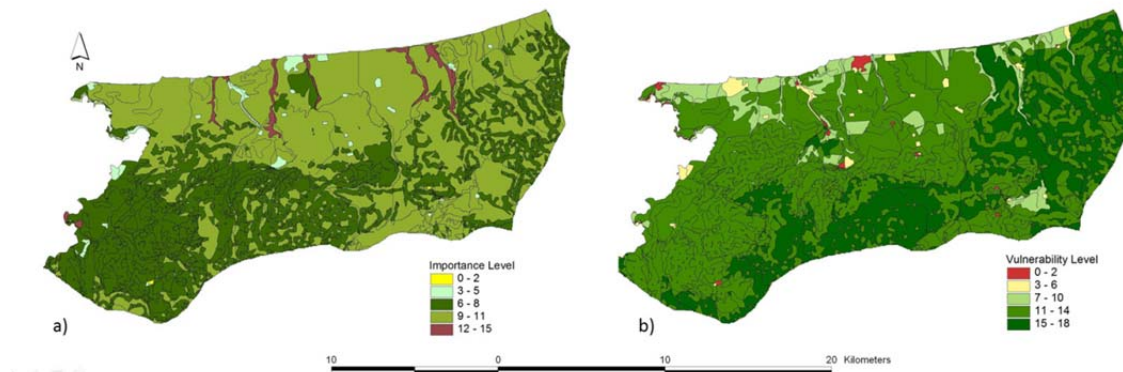 N
Importance Level
0 - 2
3 - 5
6 - 8
9 - 11
12 - 15
a)
Vulnerability Level
0 - 2
3 - 6
7 - 10
11 - 14
15 - 18
b)
10 0 10 20 Kilometers